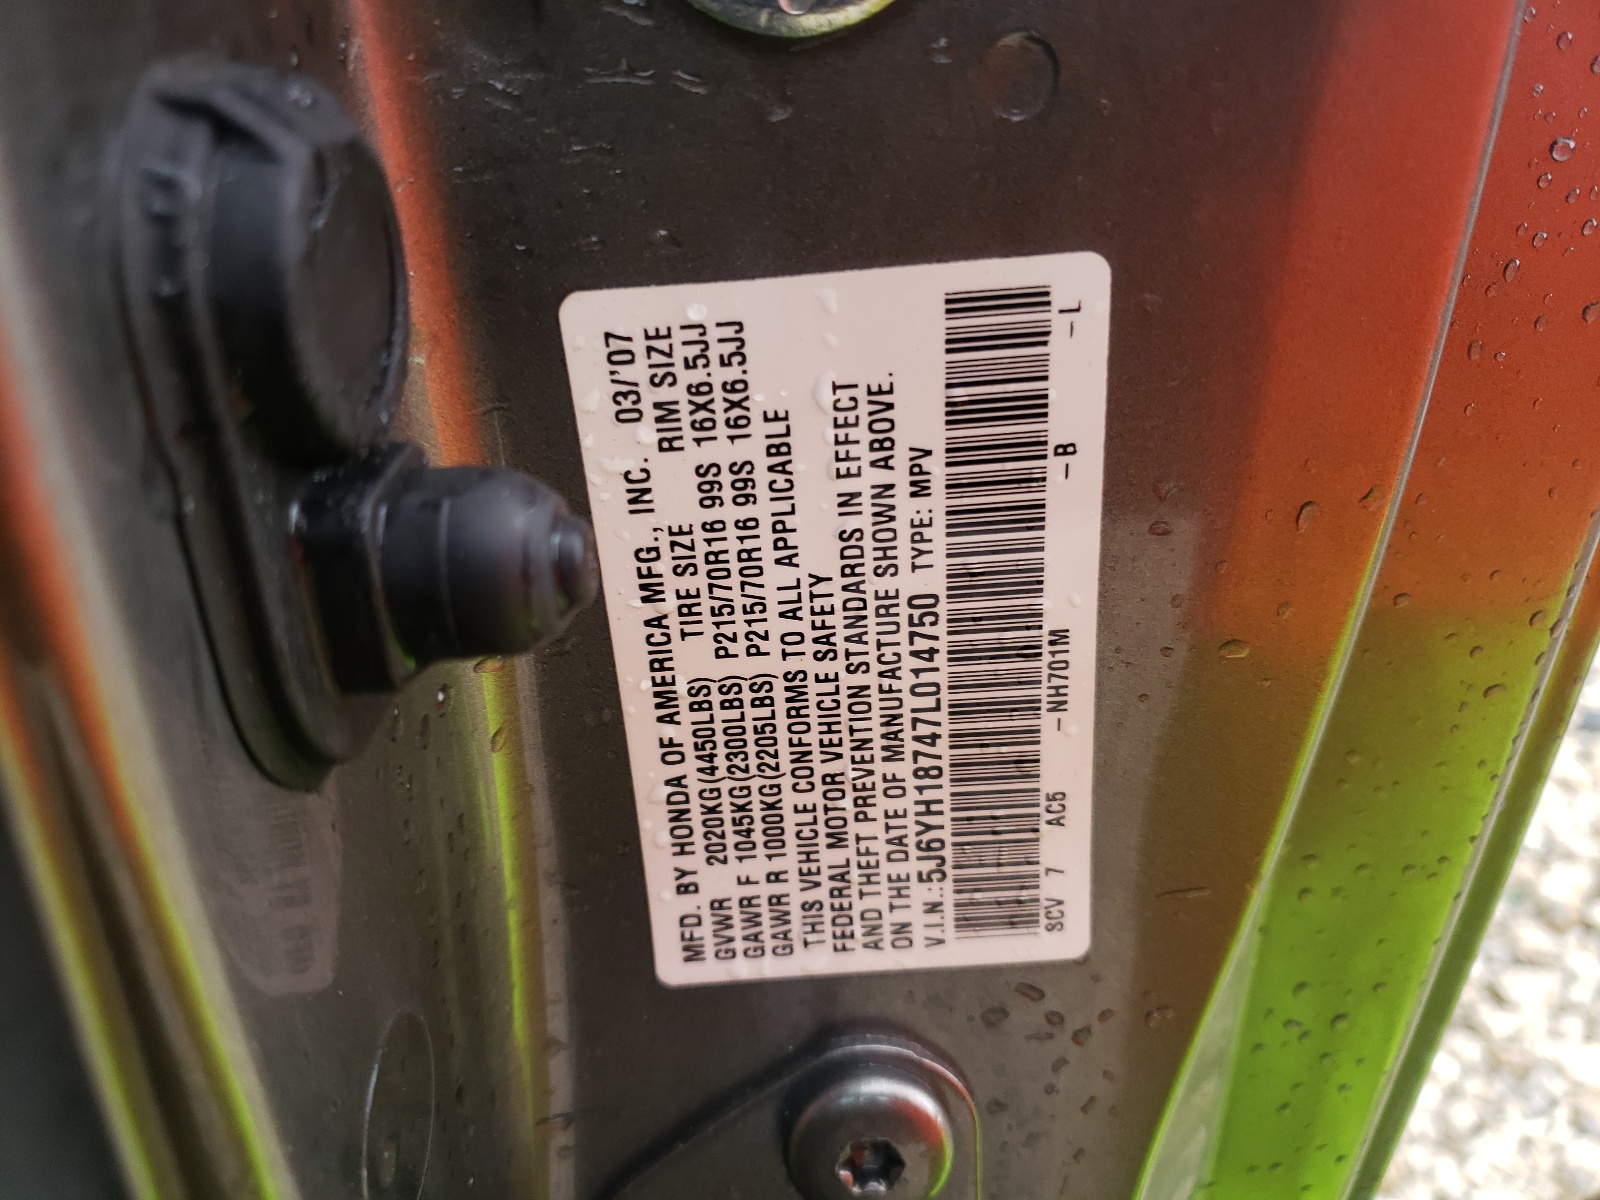 MFD. BY HONDA OF AMERICA MFG., INC. 03/'07
GVWR 2020KG(4450LBS) TIRE SIZE RIM SIZE
GAWR F 1045KG(2300LBS) P215/70R16 99S 16X6.5JJ
GAWR R 1000KG(2205LBS) P215/70R16 99S 16X6.5JJ
THIS VEHICLE CONFORMS TO ALL APPLICABLE
FEDERAL MOTOR VEHICLE SAFETY
AND THEFT PREVENTION STANDARDS IN EFFECT
ON THE DATE OF MANUFACTURE SHOWN ABOVE.
V.I.N.:5J6YH18747L014750 TYPE: MPV
SCV 7 AC5 -NH701M -B -L